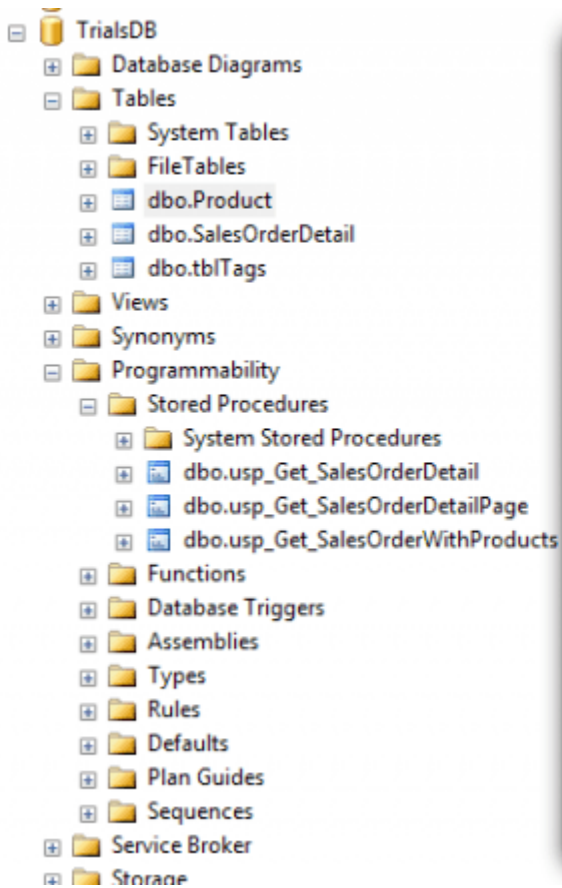 TrialsDB
Database Diagrams
Tables
System Tables
FileTables
dbo.Product
dbo.SalesOrderDetail
dbo.tblTags
Views
Synonyms
Programmability
Stored Procedures
System Stored Procedures
dbo.usp_Get_SalesOrderDetail
dbo.usp_Get_SalesOrderDetailPage
dbo.usp_Get_SalesOrderWithProducts
Functions
Database Triggers
Assemblies
Types
Rules
Defaults
Plan Guides
Sequences
Service Broker
Storage